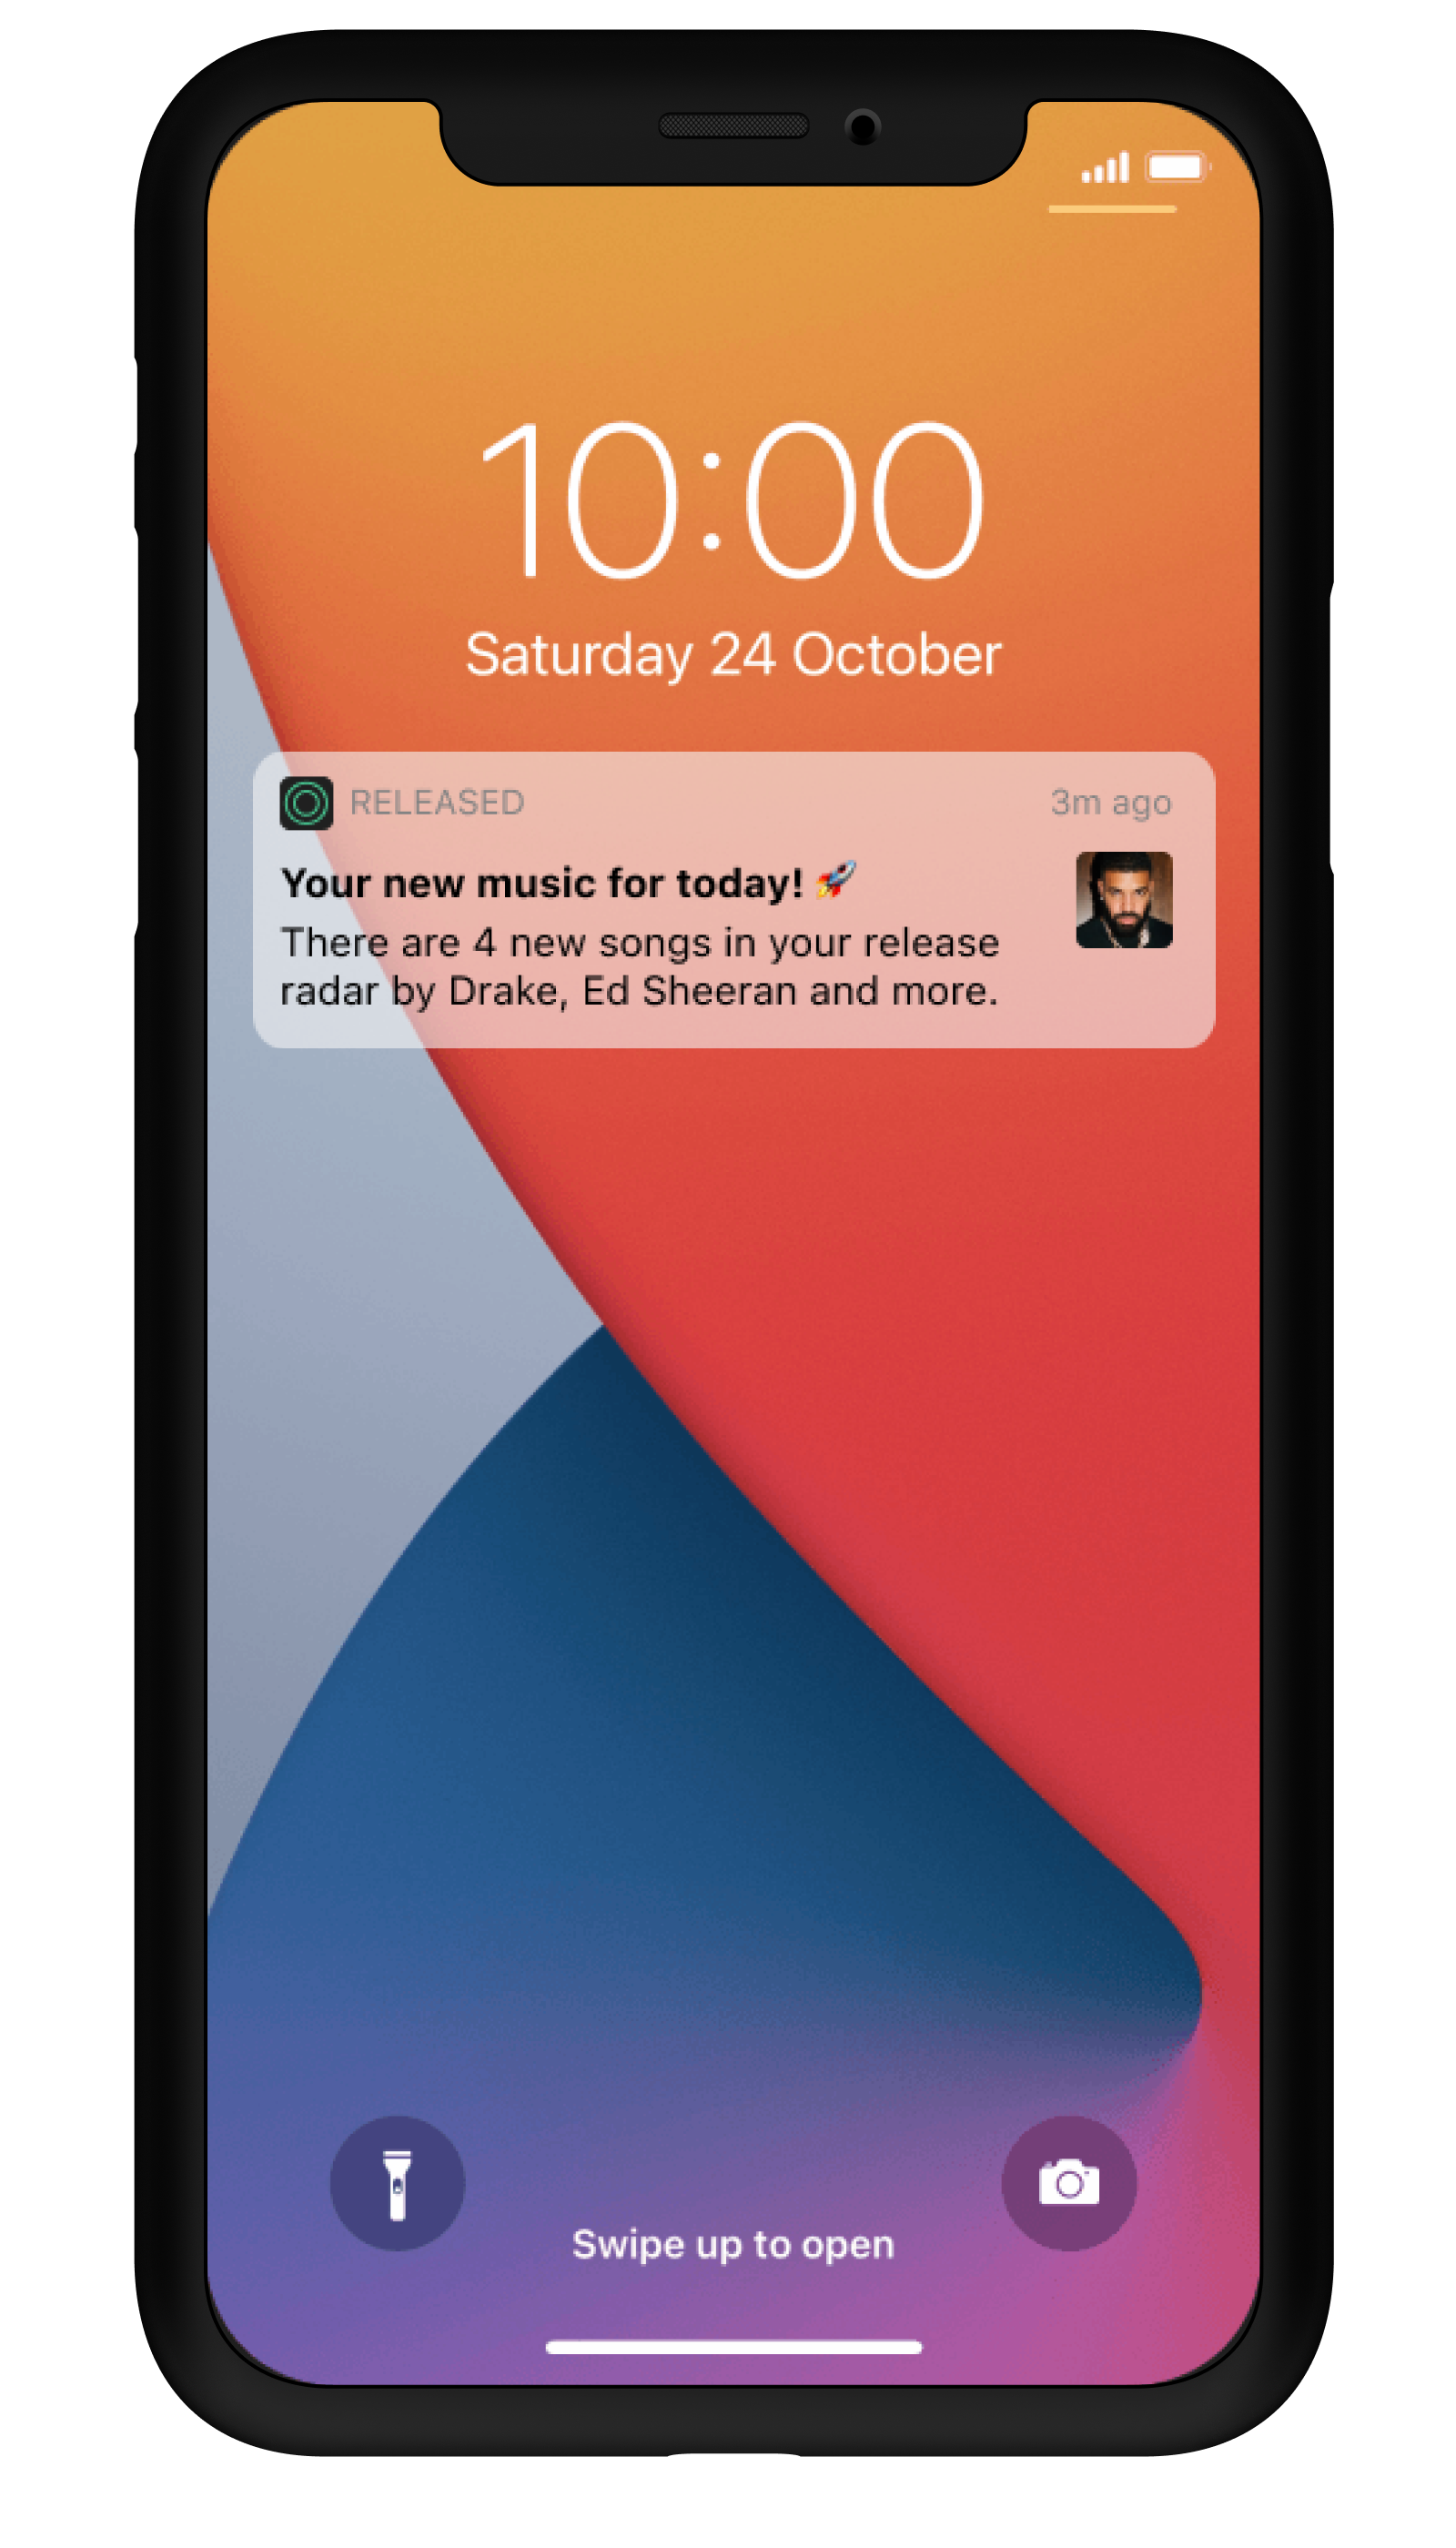 10:00
Saturday 24 October
RELEASED
3m ago
Your new music for today! 🚀
There are 4 new songs in your release
radar by Drake, Ed Sheeran and more.
Swipe up to open